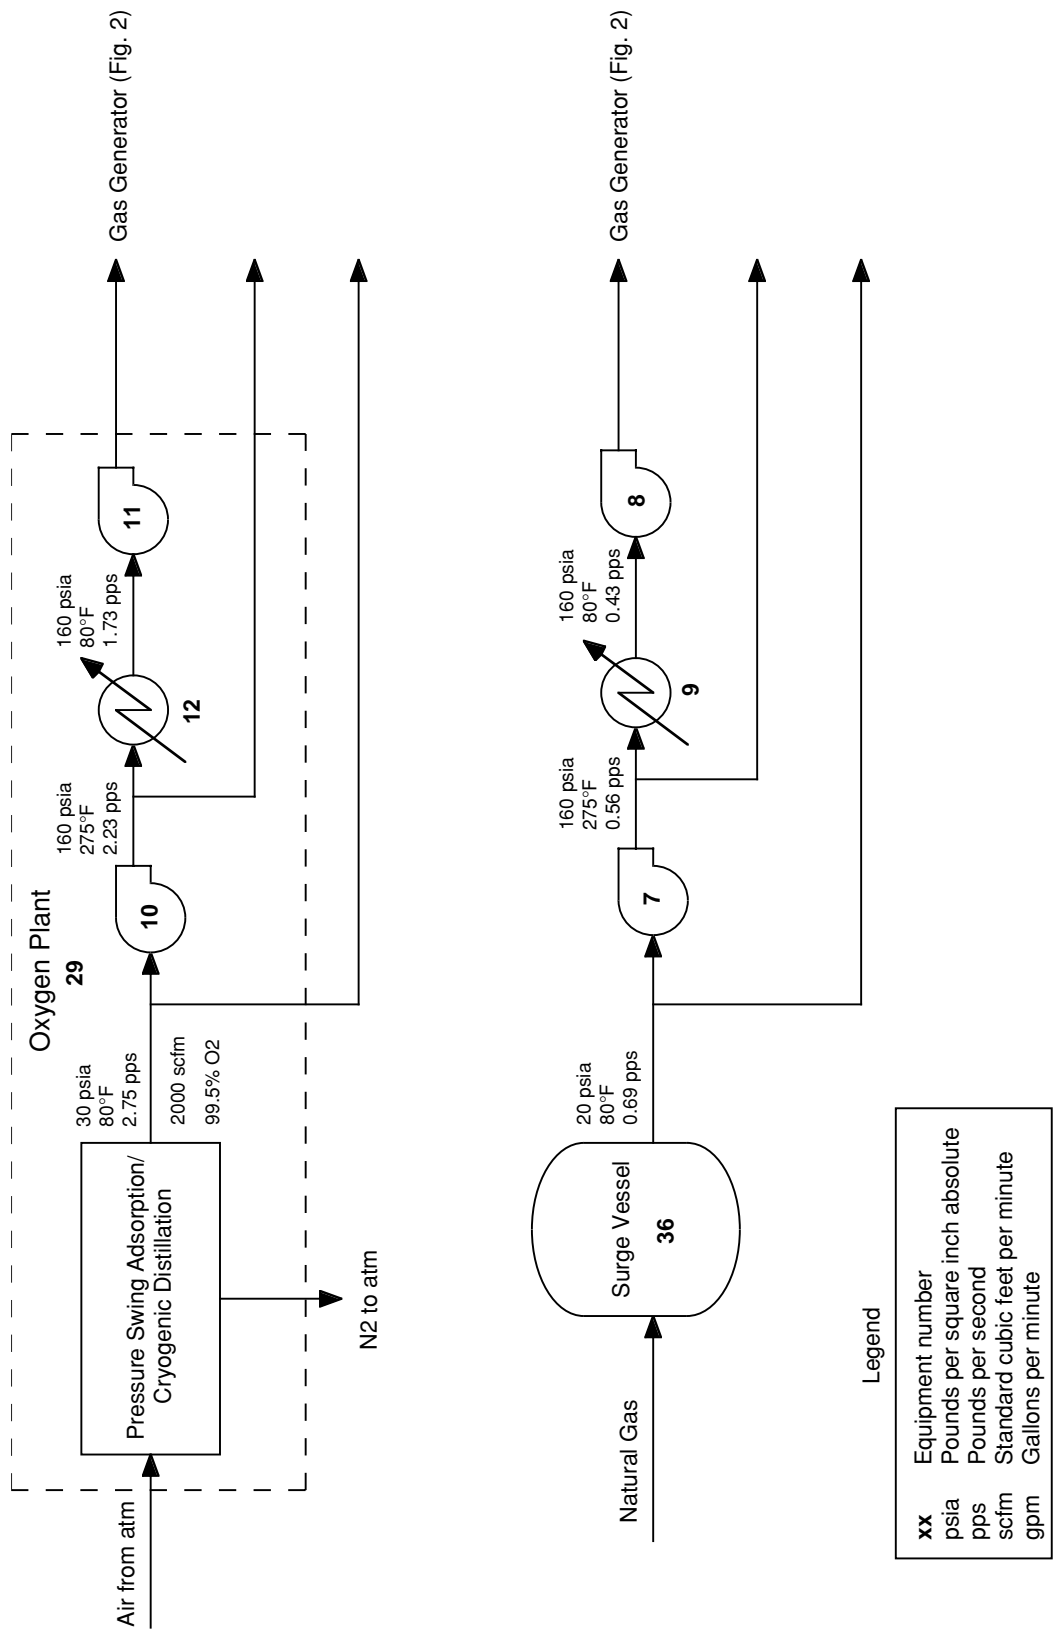 Oxygen Plant
29
Air from atm
Pressure Swing Adsorption/
Cryogenic Distillation
N2 to atm
30 psia
80°F
2.75 pps
2000 scfm
99.5% O2
10
160 psia
275°F
2.23 pps
12
160 psia
80°F
1.73 pps
11
Gas Generator (Fig. 2)
Natural Gas
Surge Vessel
36
20 psia
80°F
0.69 pps
7
160 psia
275°F
0.56 pps
9
160 psia
80°F
0.43 pps
8
Gas Generator (Fig. 2)
Legend
xx Equipment number
psia Pounds per square inch absolute
pps Pounds per second
scfm Standard cubic feet per minute
gpm Gallons per minute